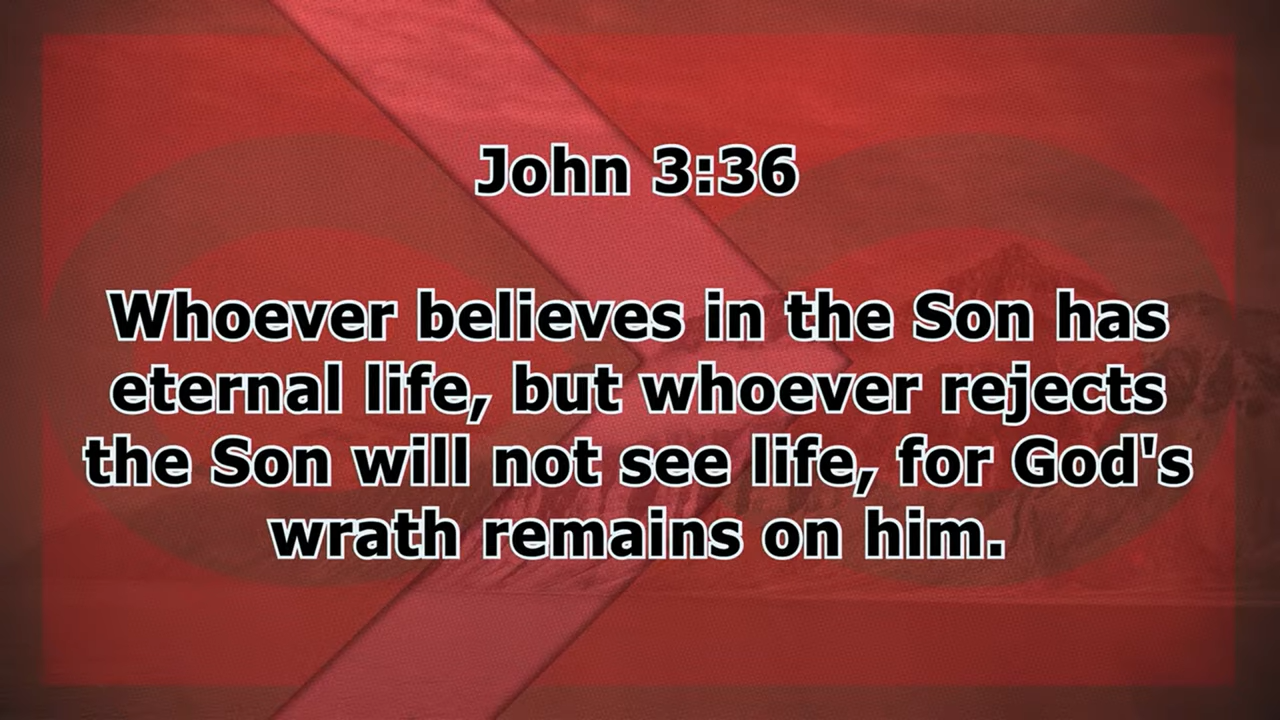 John 3:36
Whoever believes in the Son has
eternal life, but whoever rejects
the Son will not see life, for God's
wrath remains on him.